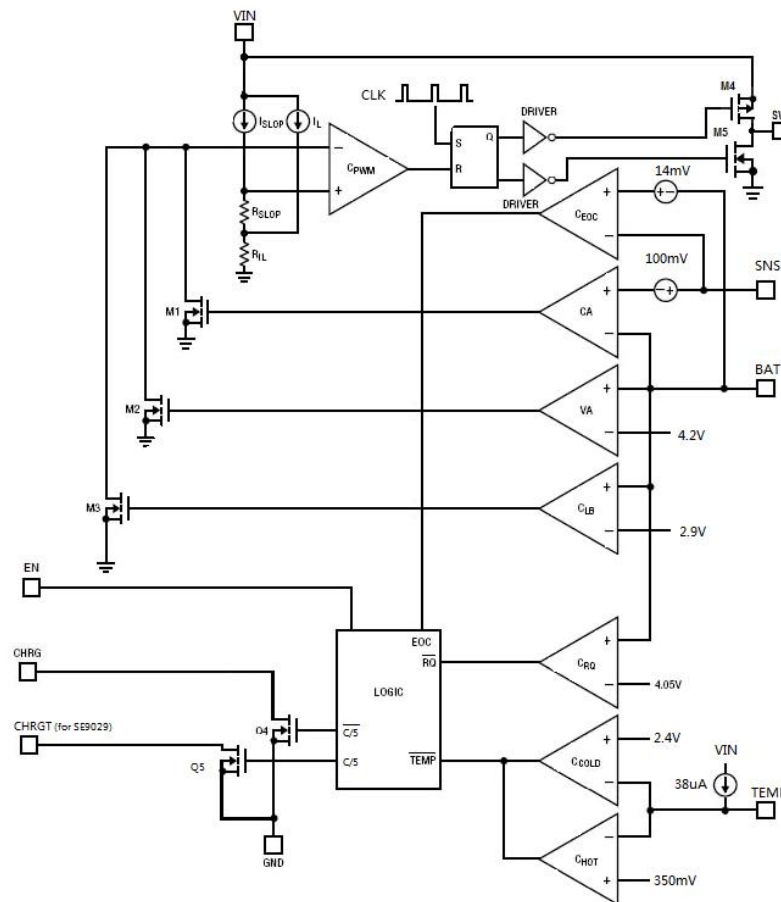 VIN
CLK
M4
ISLOP
IL
DRIVER
M5
S
Q
R
CPWM
DRIVER
14mV
RSLOP
RIL
CEOC
100mV
SNS
M1
CA
BAT
M2
VA
4.2V
M3
CLB
2.9V
EN
EOC
CHRG
RQ
CRQ
LOGIC
4.05V
CHRGT (for SE9029)
Q4
C/5
2.4V
VIN
Q5
C/5
TEMP
CCOLD
38uA
GND
CHOT
350mV